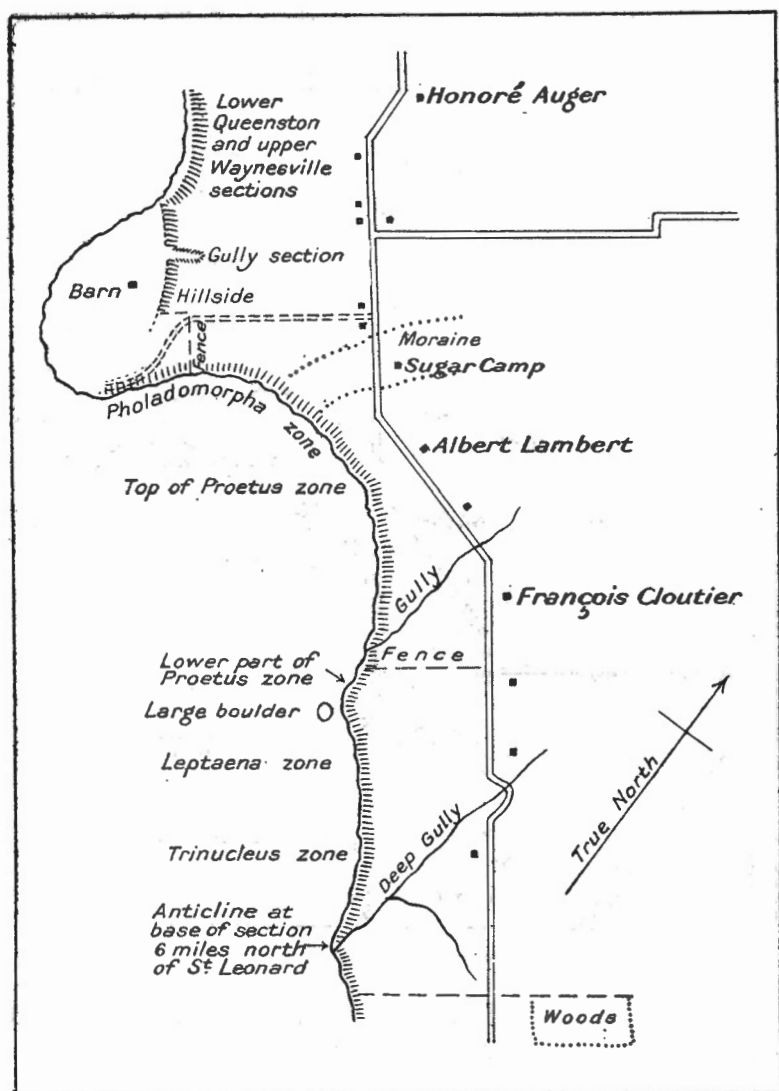 Honoré Auger
Lower
Queenston
and upper
Waynesville
sections
Gully section
Barn
Hillside
Fence
Moraine
Sugar Camp
Pholadomorpha
zone
Albert Lambert
Top of Proetus zone
Gully
François Cloutier
Fence
Lower part of
Proetus zone
Large boulder
Leptaena zone
True North
Deep Gully
Trinucleus zone
Anticline at
base of section
6 miles north
of St. Leonard
Woods